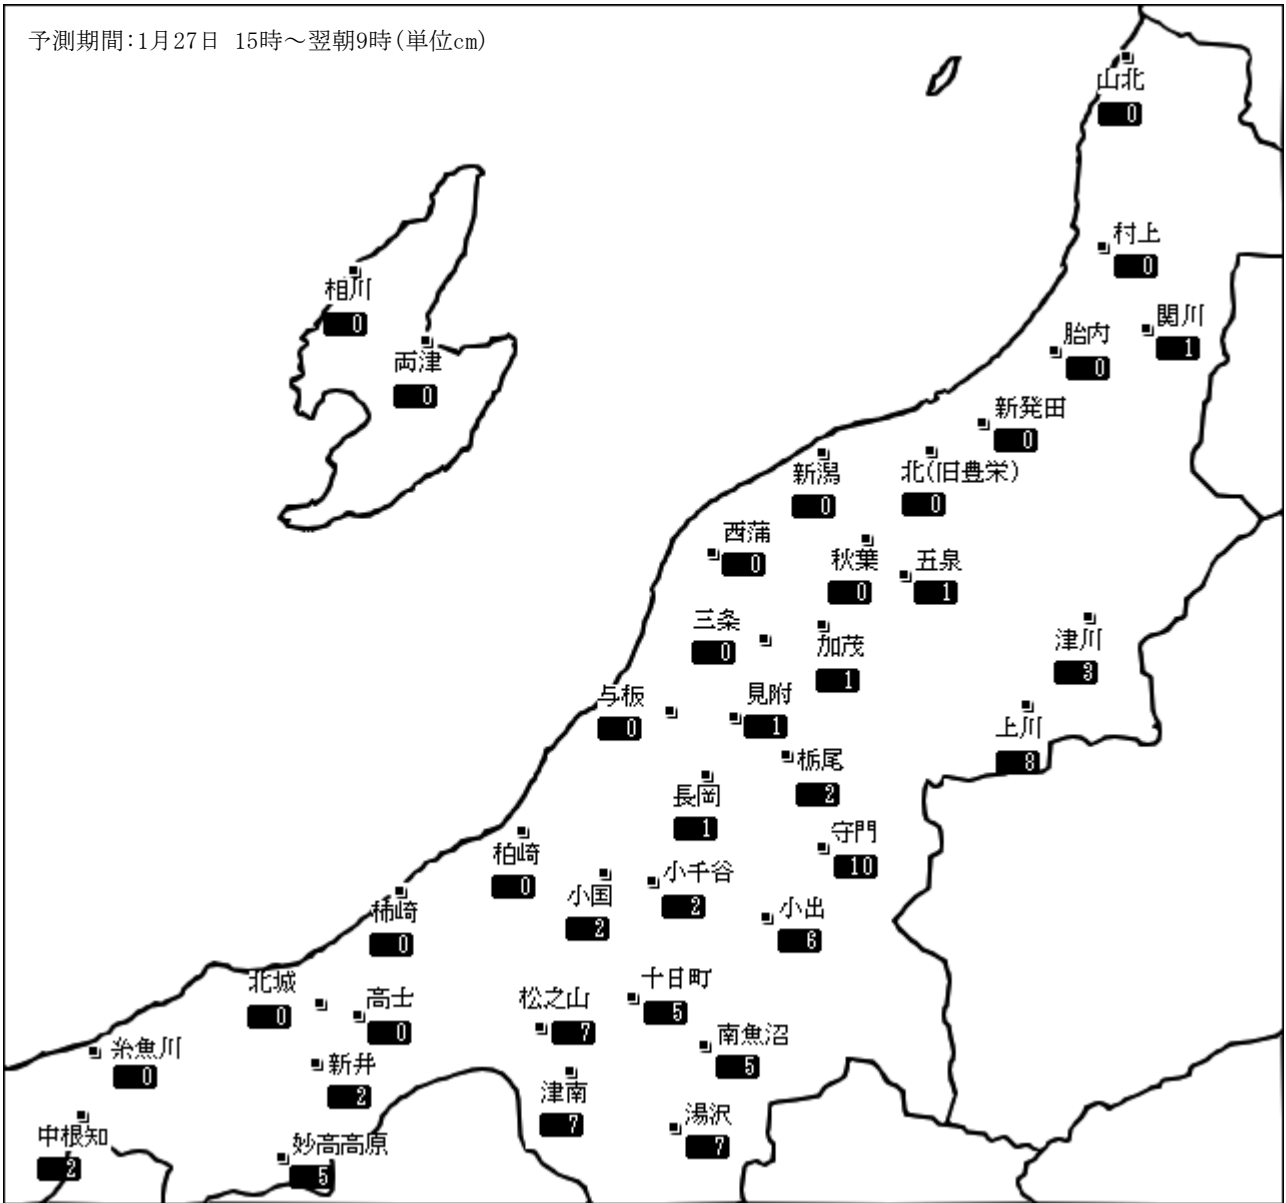 予測期間:1月27日 15時～翌朝9時(単位cm)
山北
0
村上
0
相川
0
関川
1
胎内
0
両津
0
新発田
0
新潟
0
北(旧豊栄)
0
西蒲
0
秋葉
0
五泉
1
三条
0
加茂
1
津川
3
与板
0
見附
1
上川
8
栃尾
2
長岡
1
守門
10
柏崎
0
小国
2
小千谷
2
小出
6
柿崎
0
北城
0
高士
0
松之山
7
十日町
5
南魚沼
5
糸魚川
0
新井
2
津南
7
湯沢
7
中根知
2
妙高高原
5